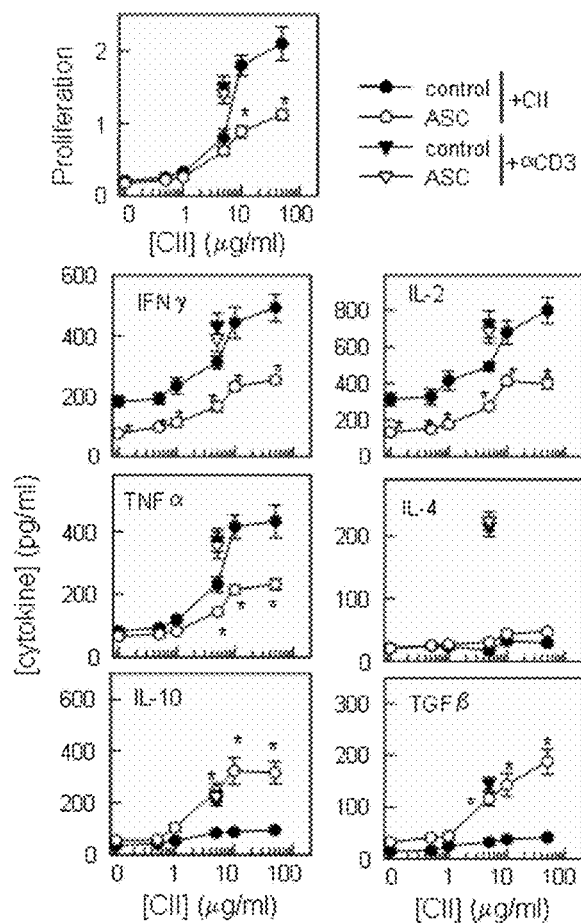 Proliferation
2
1
0
0 1 10 100
[CII] (μg/ml)
control
ASC
+CII
control
ASC
+αCD3
IFN γ
600
400
200
0
IL-2
800
600
400
200
0
TNF α
400
200
0
IL-4
200
100
0
[cytokine] (pg/ml)
IL-10
600
400
200
0
TGF β
300
200
100
0
0 1 10 100
0 1 10 100
[CII] (μg/ml)
[CII] (μg/ml)